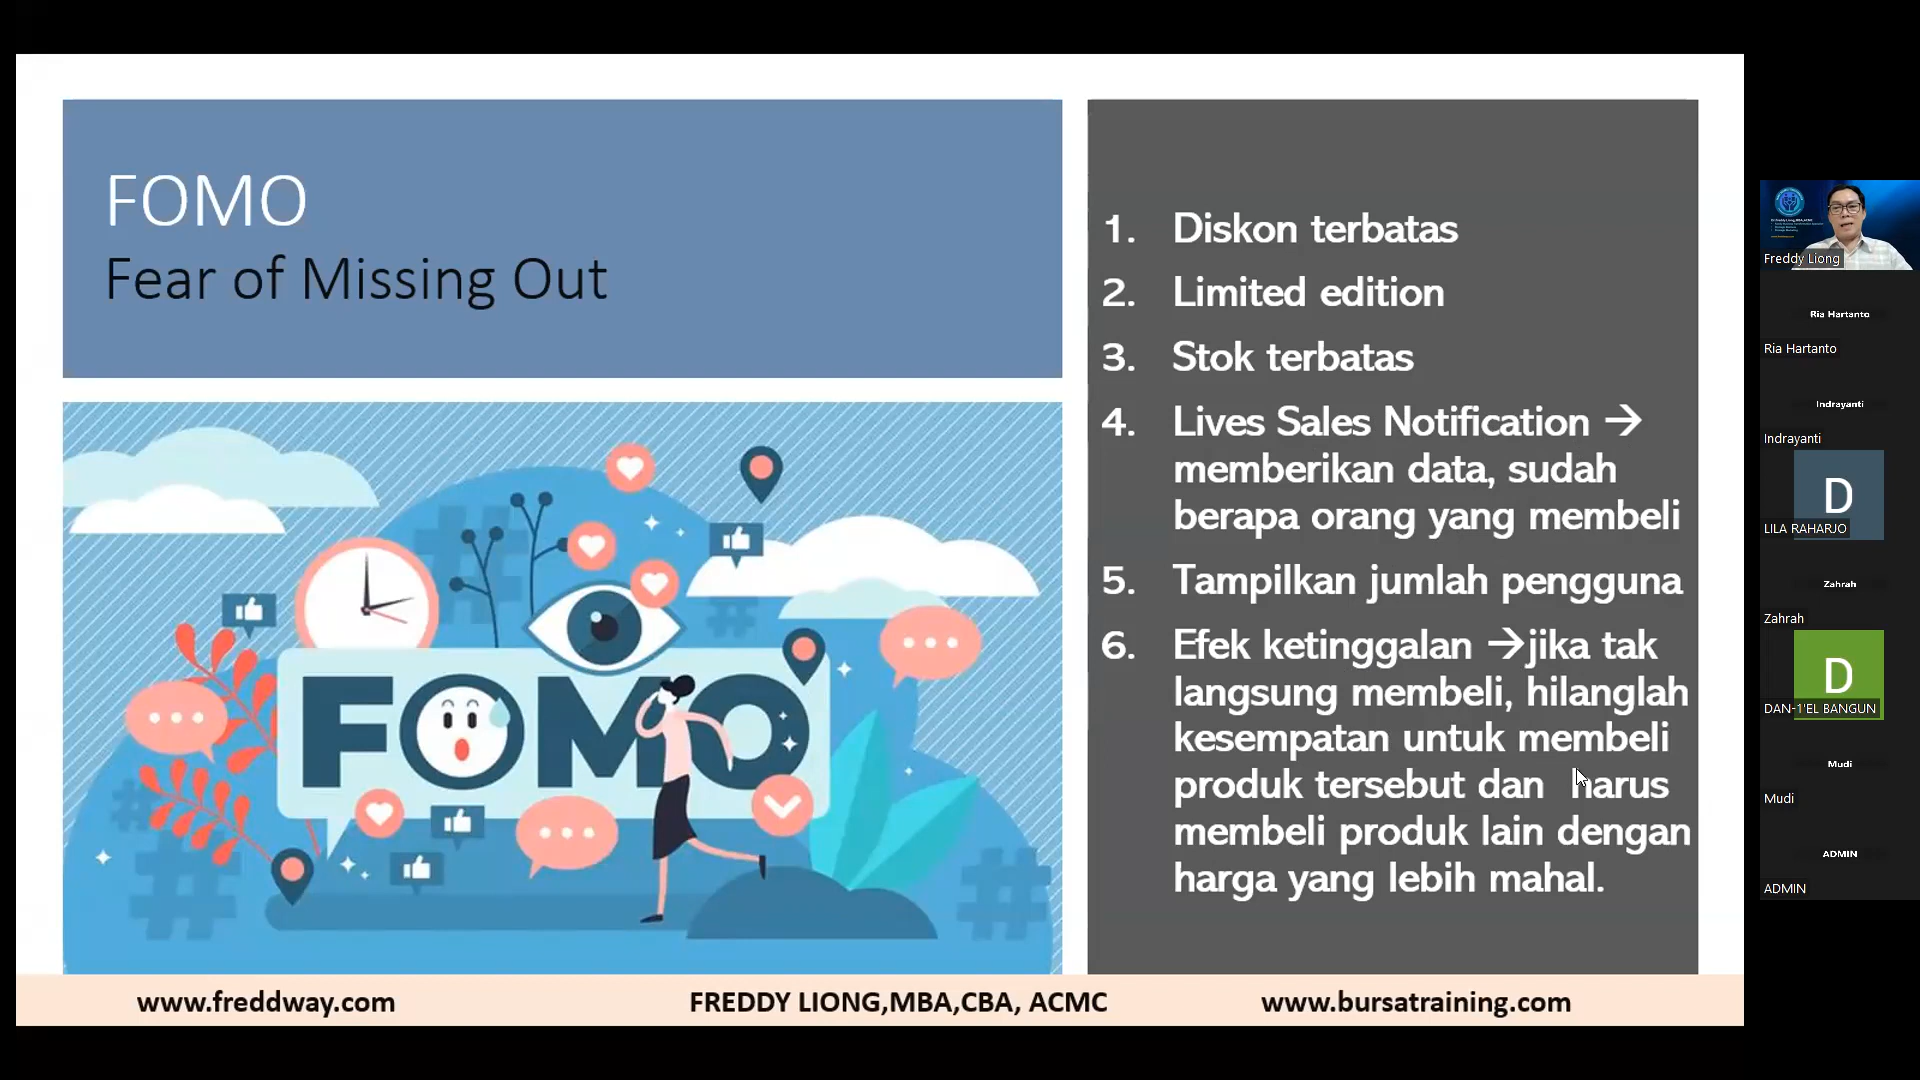 FOMO
Fear of Missing Out
1. Diskon terbatas
2. Limited edition
3. Stok terbatas
4. Lives Sales Notification →
memberikan data, sudah
berapa orang yang membeli
5. Tampilkan jumlah pengguna
6. Efek ketinggalan →jika tak
langsung membeli, hilanglah
kesempatan untuk membeli
produk tersebut dan harus
membeli produk lain dengan
harga yang lebih mahal.
FOMO
www.freddway.com
FREDDY LIONG,MBA,CBA, ACMC
www.bursatraining.com
Freddy Liong
Ria Hartanto
Ria Hartanto
Indrayanti
Indrayanti
D
LILA RAHARJO
Zahrah
Zahrah
D
DAN-1'EL BANGUN
Mudi
Mudi
ADMIN
ADMIN